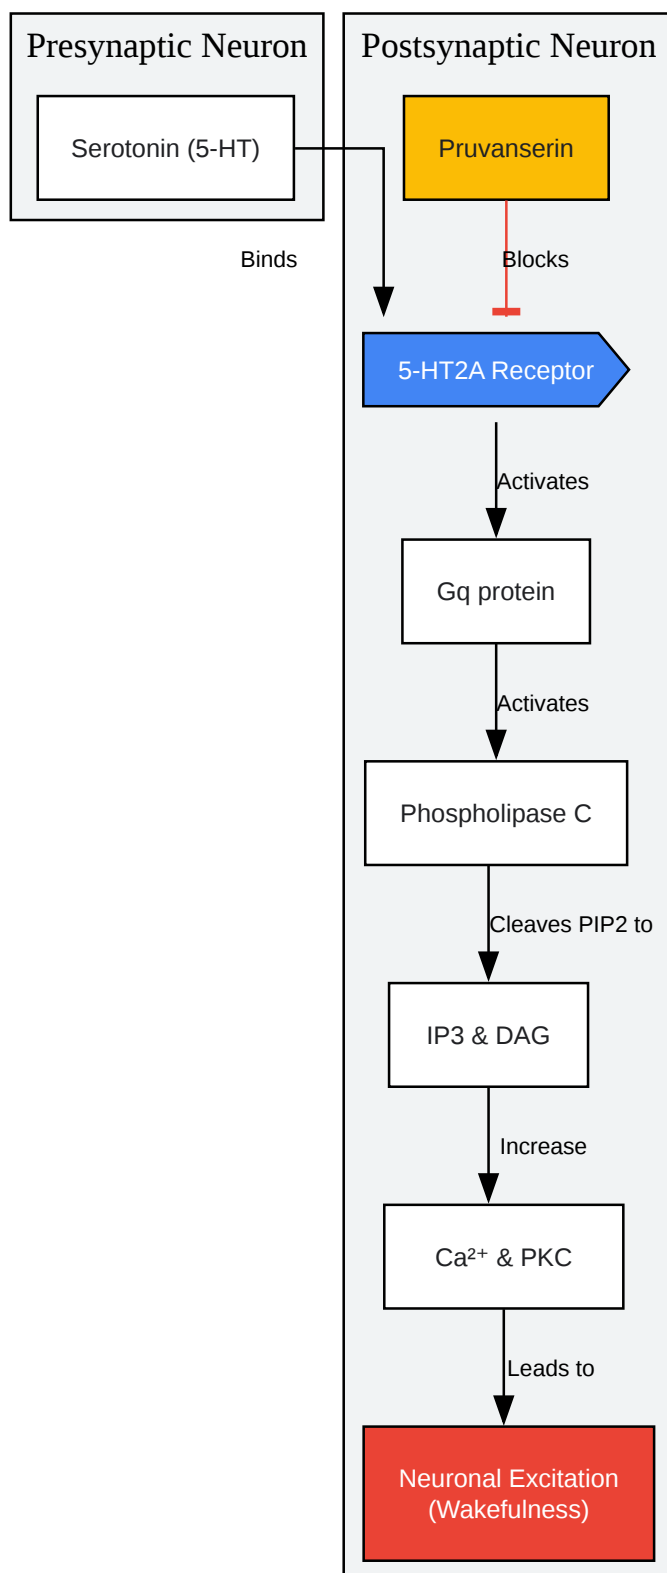 Presynaptic Neuron
Postsynaptic Neuron
Serotonin (5-HT)
Pruvanserin
Binds
Blocks
5-HT2A Receptor
Activates
Gq protein
Activates
Phospholipase C
Cleaves PIP2 to
IP3 & DAG
Increase
Ca²⁺ & PKC
Leads to
Neuronal Excitation
(Wakefulness)